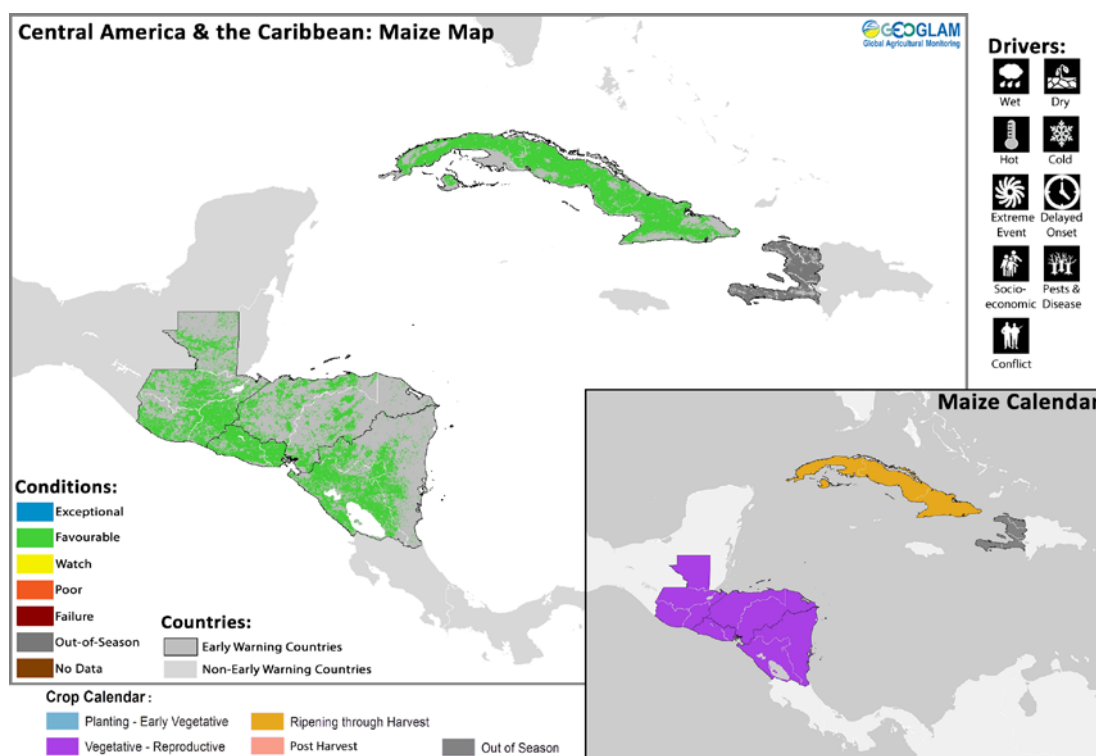 Central America & the Caribbean: Maize Map
GEOGLAM
Global Agricultural Monitoring
Drivers:
Wet
Dry
Hot
Cold
Extreme
Event
Delayed
Onset
Socio-
economic
Pests &
Disease
Conflict
Maize Calendar
Conditions:
Exceptional
Favourable
Watch
Poor
Failure
Out-of-Season
No Data
Countries:
Early Warning Countries
Non-Early Warning Countries
Crop Calendar :
Planting - Early Vegetative
Vegetative - Reproductive
Ripening through Harvest
Post Harvest
Out of Season